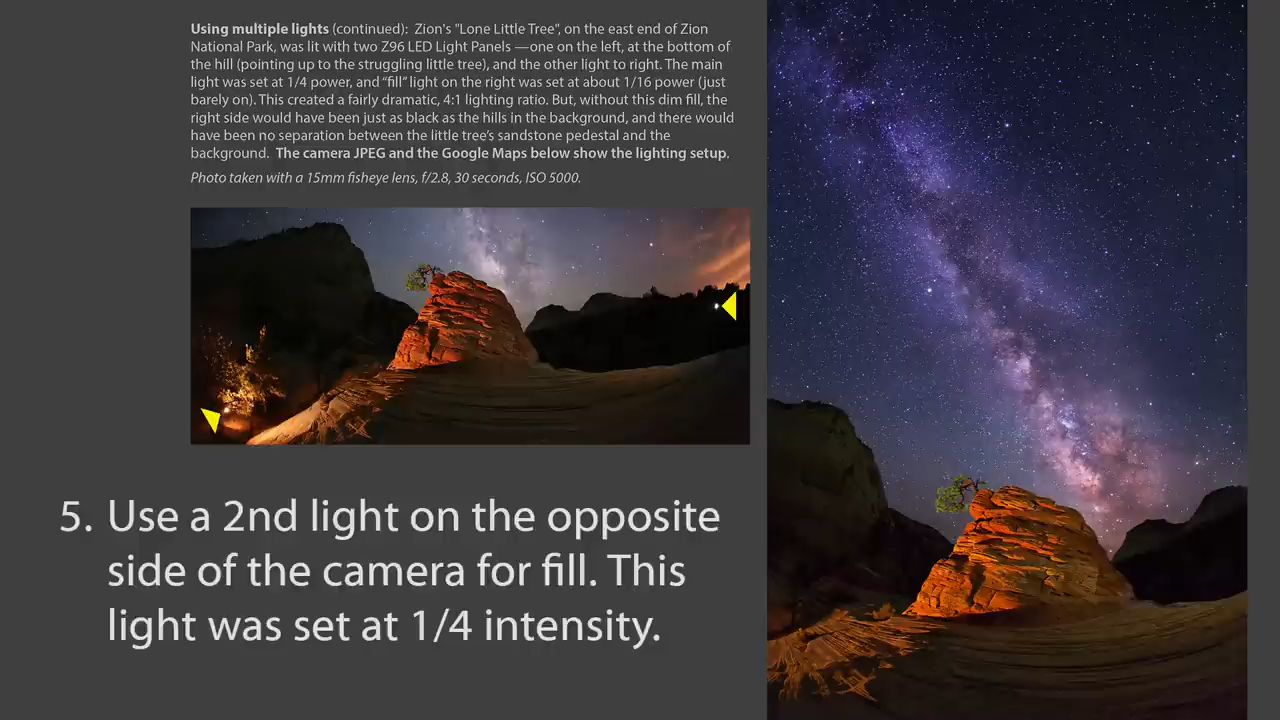 Using multiple lights (continued):  Zion's "Lone Little Tree", on the east end of Zion
National Park, was lit with two Z96 LED Light Panels —one on the left, at the bottom of
the hill (pointing up to the struggling little tree), and the other light to right. The main
light was set at 1/4 power, and “fill” light on the right was set at about 1/16 power (just
barely on). This created a fairly dramatic, 4:1 lighting ratio. But, without this dim fill, the
right side would have been just as black as the hills in the background, and there would
have been no separation between the little tree’s sandstone pedestal and the
background.  The camera JPEG and the Google Maps below show the lighting setup.
Photo taken with a 15mm fisheye lens, f/2.8, 30 seconds, ISO 5000.
5. Use a 2nd light on the opposite
side of the camera for fill. This
light was set at 1/4 intensity.